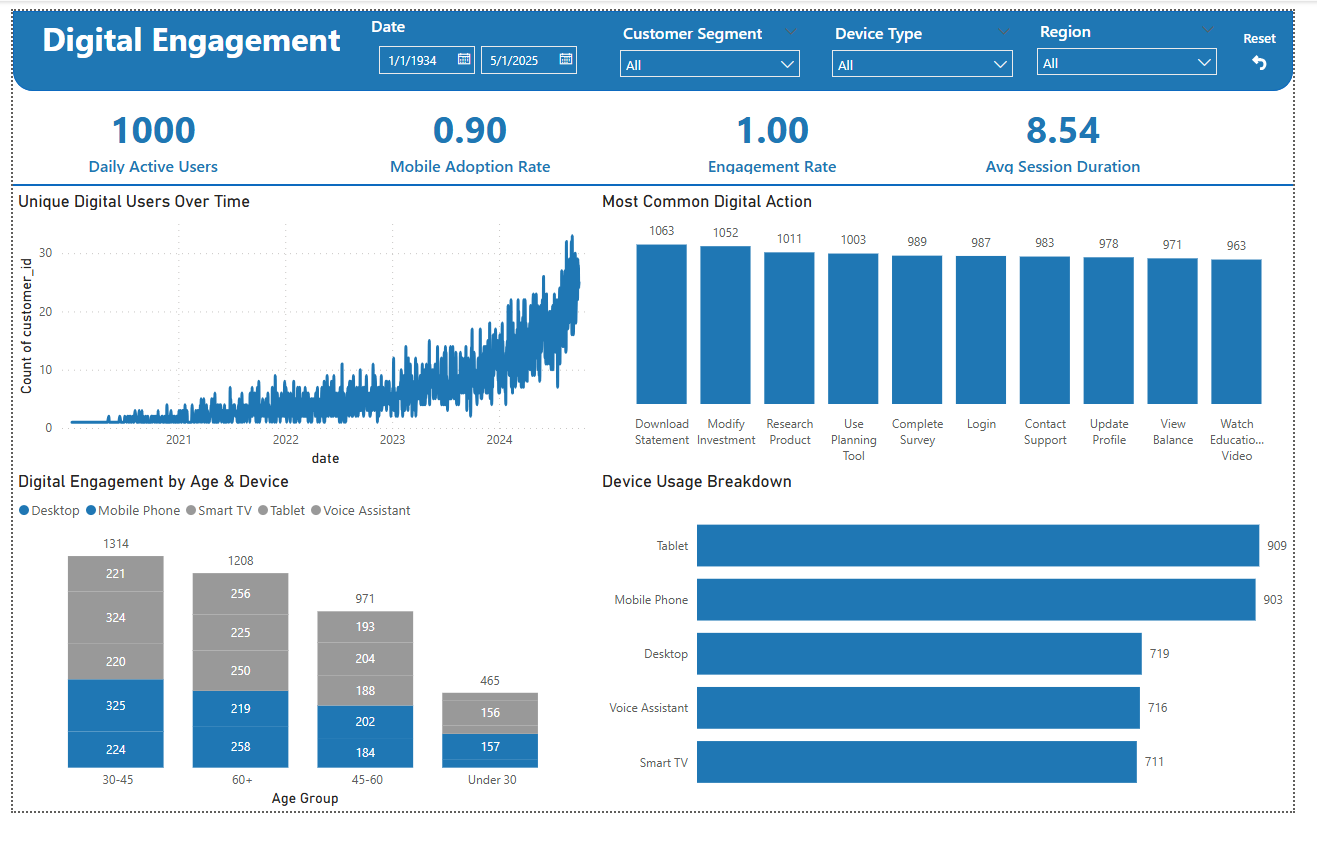 Digital Engagement
Date
1/1/1934
5/1/2025
Customer Segment
All
Device Type
All
Region
All
Reset
1000
Daily Active Users
0.90
Mobile Adoption Rate
1.00
Engagement Rate
8.54
Avg Session Duration
Unique Digital Users Over Time
Count of customer_id
30
20
10
0
2021
2022
2023
2024
date
Most Common Digital Action
1063
1052
1011
1003
989
987
983
978
971
963
Download
Statement
Modify
Investment
Research
Product
Use
Planning
Tool
Complete
Survey
Login
Contact
Support
Update
Profile
View
Balance
Watch
Educatio...
Video
Digital Engagement by Age & Device
Desktop
Mobile Phone
Smart TV
Tablet
Voice Assistant
1314
221
324
220
325
224
30-45
1208
256
225
250
219
258
60+
971
193
204
188
202
184
45-60
465
156
157
Under 30
Age Group
Device Usage Breakdown
Tablet
909
Mobile Phone
903
Desktop
719
Voice Assistant
716
Smart TV
711